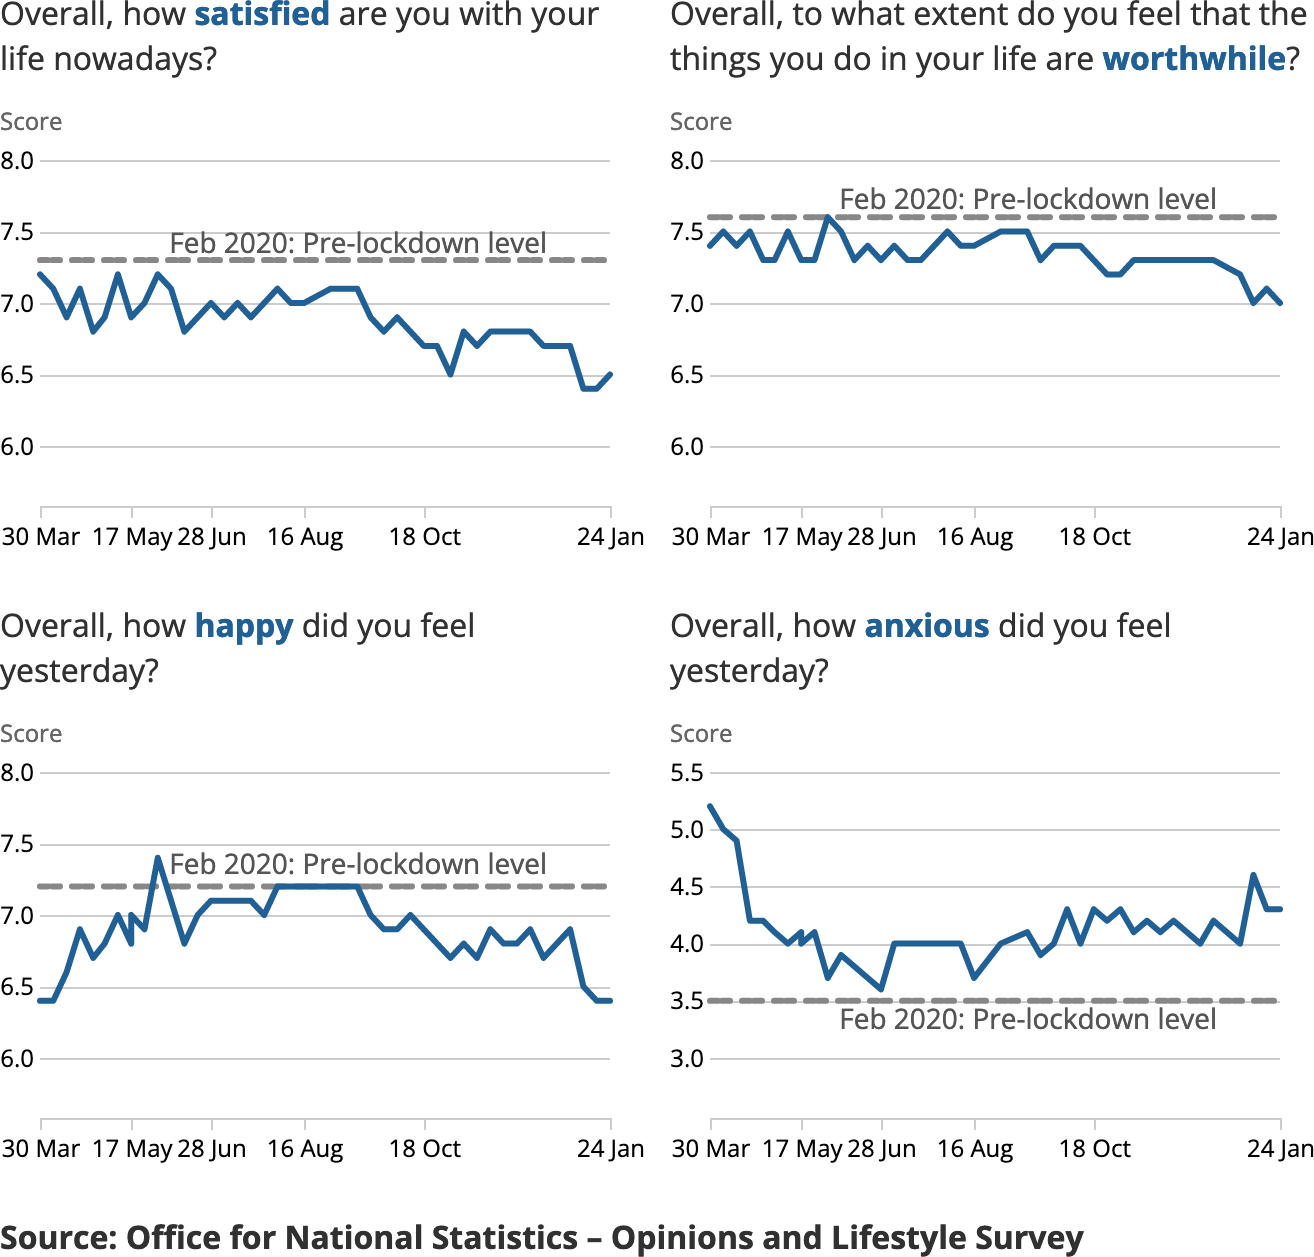 Overall, how satisfied are you with your
life nowadays?
Score
8.0
7.5
Feb 2020: Pre-lockdown level
7.0
6.5
6.0
30 Mar 17 May 28 Jun 16 Aug 18 Oct 24 Jan
Overall, to what extent do you feel that the
things you do in your life are worthwhile?
Score
8.0
Feb 2020: Pre-lockdown level
7.5
7.0
6.5
6.0
30 Mar 17 May 28 Jun 16 Aug 18 Oct 24 Jan
Overall, how happy did you feel
yesterday?
Score
8.0
7.5
Feb 2020: Pre-lockdown level
7.0
6.5
6.0
30 Mar 17 May 28 Jun 16 Aug 18 Oct 24 Jan
Overall, how anxious did you feel
yesterday?
Score
5.5
5.0
4.5
4.0
3.5
Feb 2020: Pre-lockdown level
3.0
30 Mar 17 May 28 Jun 16 Aug 18 Oct 24 Jan
Source: Office for National Statistics – Opinions and Lifestyle Survey